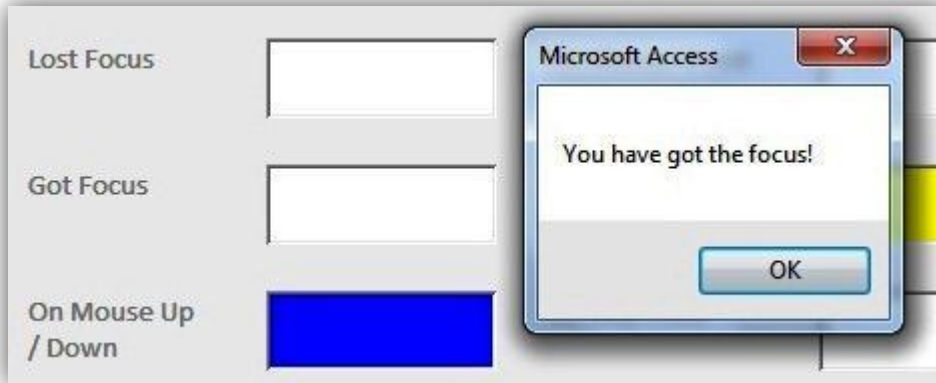 Lost Focus
Microsoft Access
You have got the focus!
Got Focus
OK
On Mouse Up
/ Down